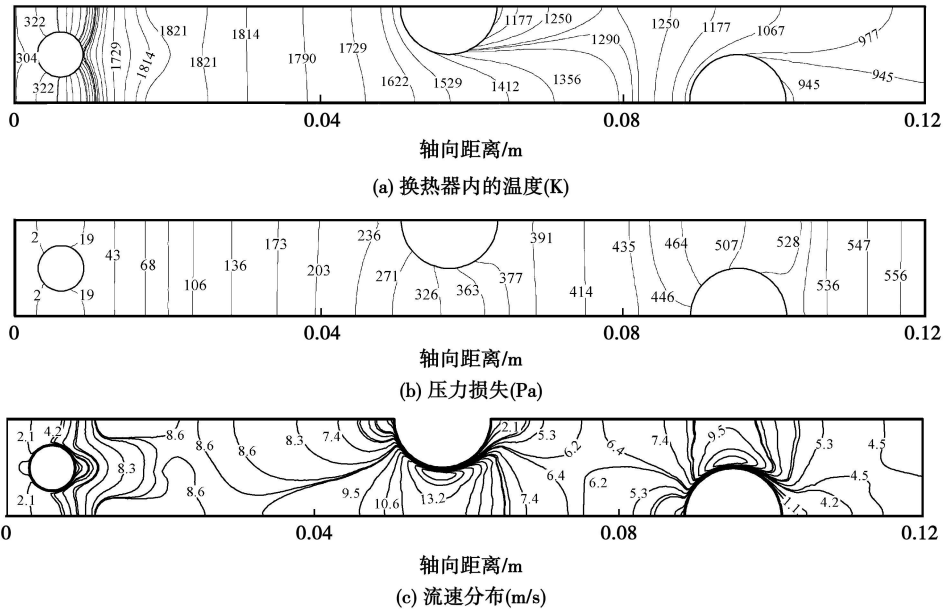 322 1821 1814 1177 1250 1250 1177 1067
304 1729 1814 1821 1790 1729 1290 977
322 1622 1529 1412 1356 945 945
0 0.04 0.08 0.12
轴向距离/m
(a) 换热器内的温度(K)
2 19 43 68 106 136 173 203 236 271 326 363 377 391 414 435 446 464 507 528 536 547 556
2 19
0 0.04 0.08 0.12
轴向距离/m
(b) 压力损失(Pa)
2.1 4.2 8.6 8.6 8.6 8.3 7.4 2.1 5.3 6.2 6.4 7.4 9.5 5.3 4.5
8.3 8.6 9.5 10.6 13.2 7.4 6.4 6.2 5.3 1.1 4.2 4.5
2.1
0 0.04 0.08 0.12
轴向距离/m
(c) 流速分布(m/s)